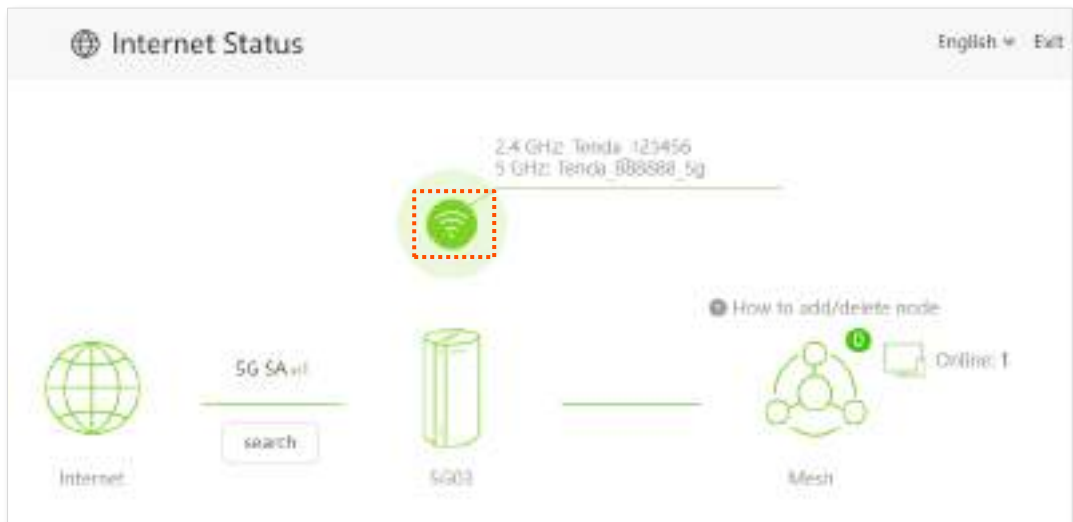 Internet Status
English Exit
2.4 GHz: Tenda_123456
5 GHz: Tenda_888888_5g
How to add/delete node
0
Online: 1
5G SA
search
Internet
5G03
Mesh